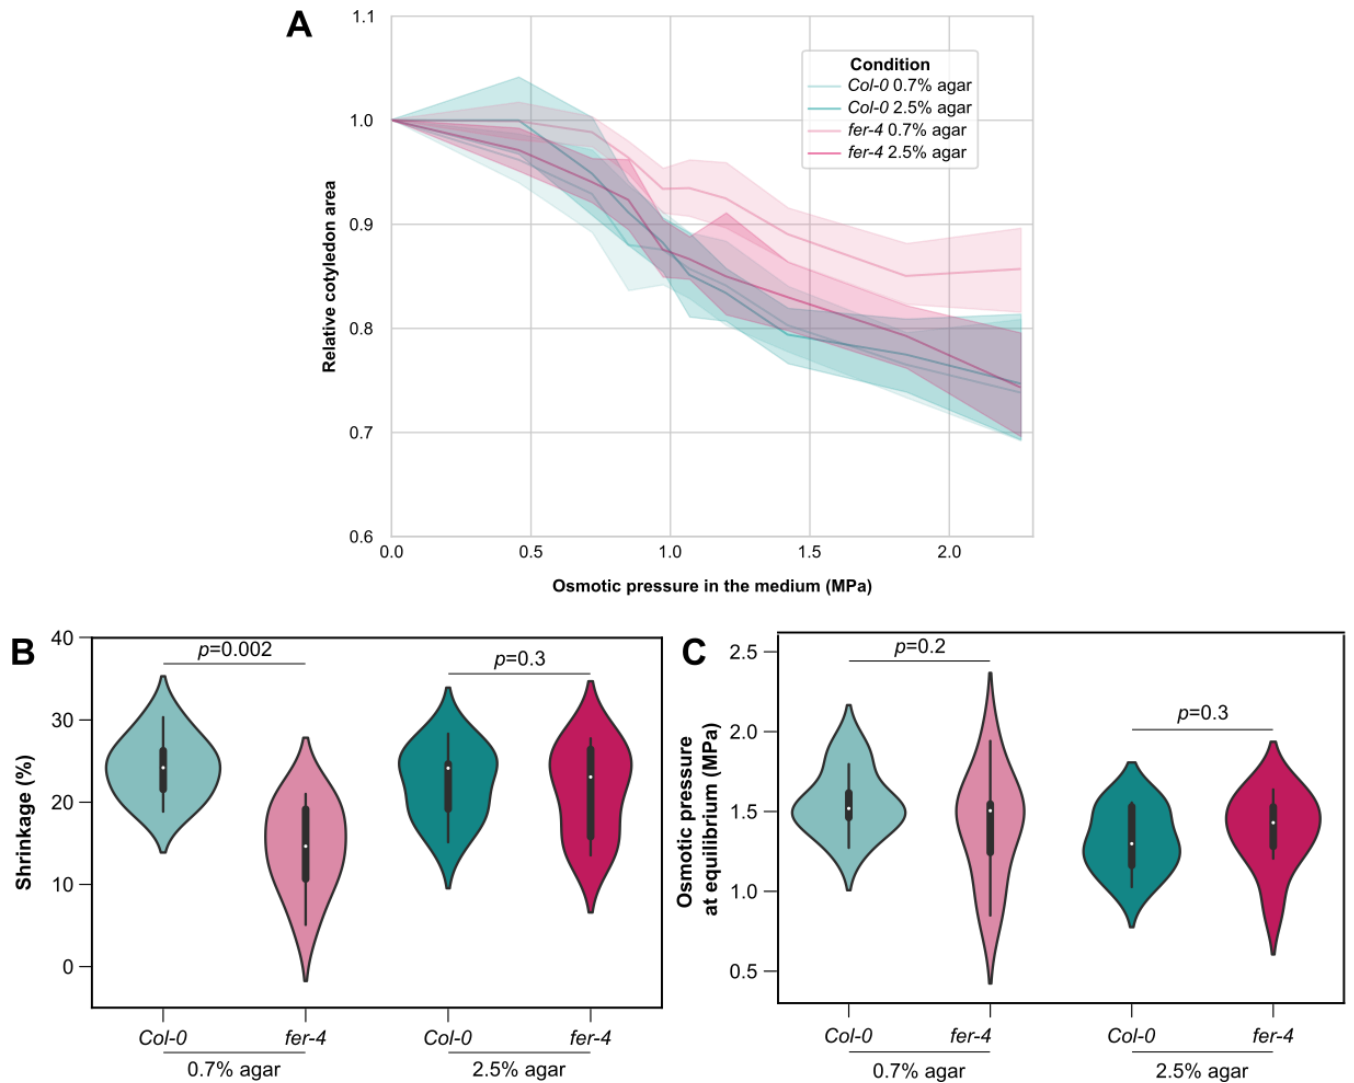 A
1.1
1.0
0.9
0.8
0.7
0.6
Relative cotyledon area
Condition
Col-0 0.7% agar
Col-0 2.5% agar
fer-4 0.7% agar
fer-4 2.5% agar
0.0 0.5 1.0 1.5 2.0
Osmotic pressure in the medium (MPa)
B
40
30
20
10
0
Shrinkage (%)
p=0.002
p=0.3
Col-0 fer-4 Col-0 fer-4
0.7% agar 2.5% agar
C
2.5
2.0
1.5
1.0
0.5
Osmotic pressure
at equilibrium (MPa)
p=0.2
p=0.3
Col-0 fer-4 Col-0 fer-4
0.7% agar 2.5% agar